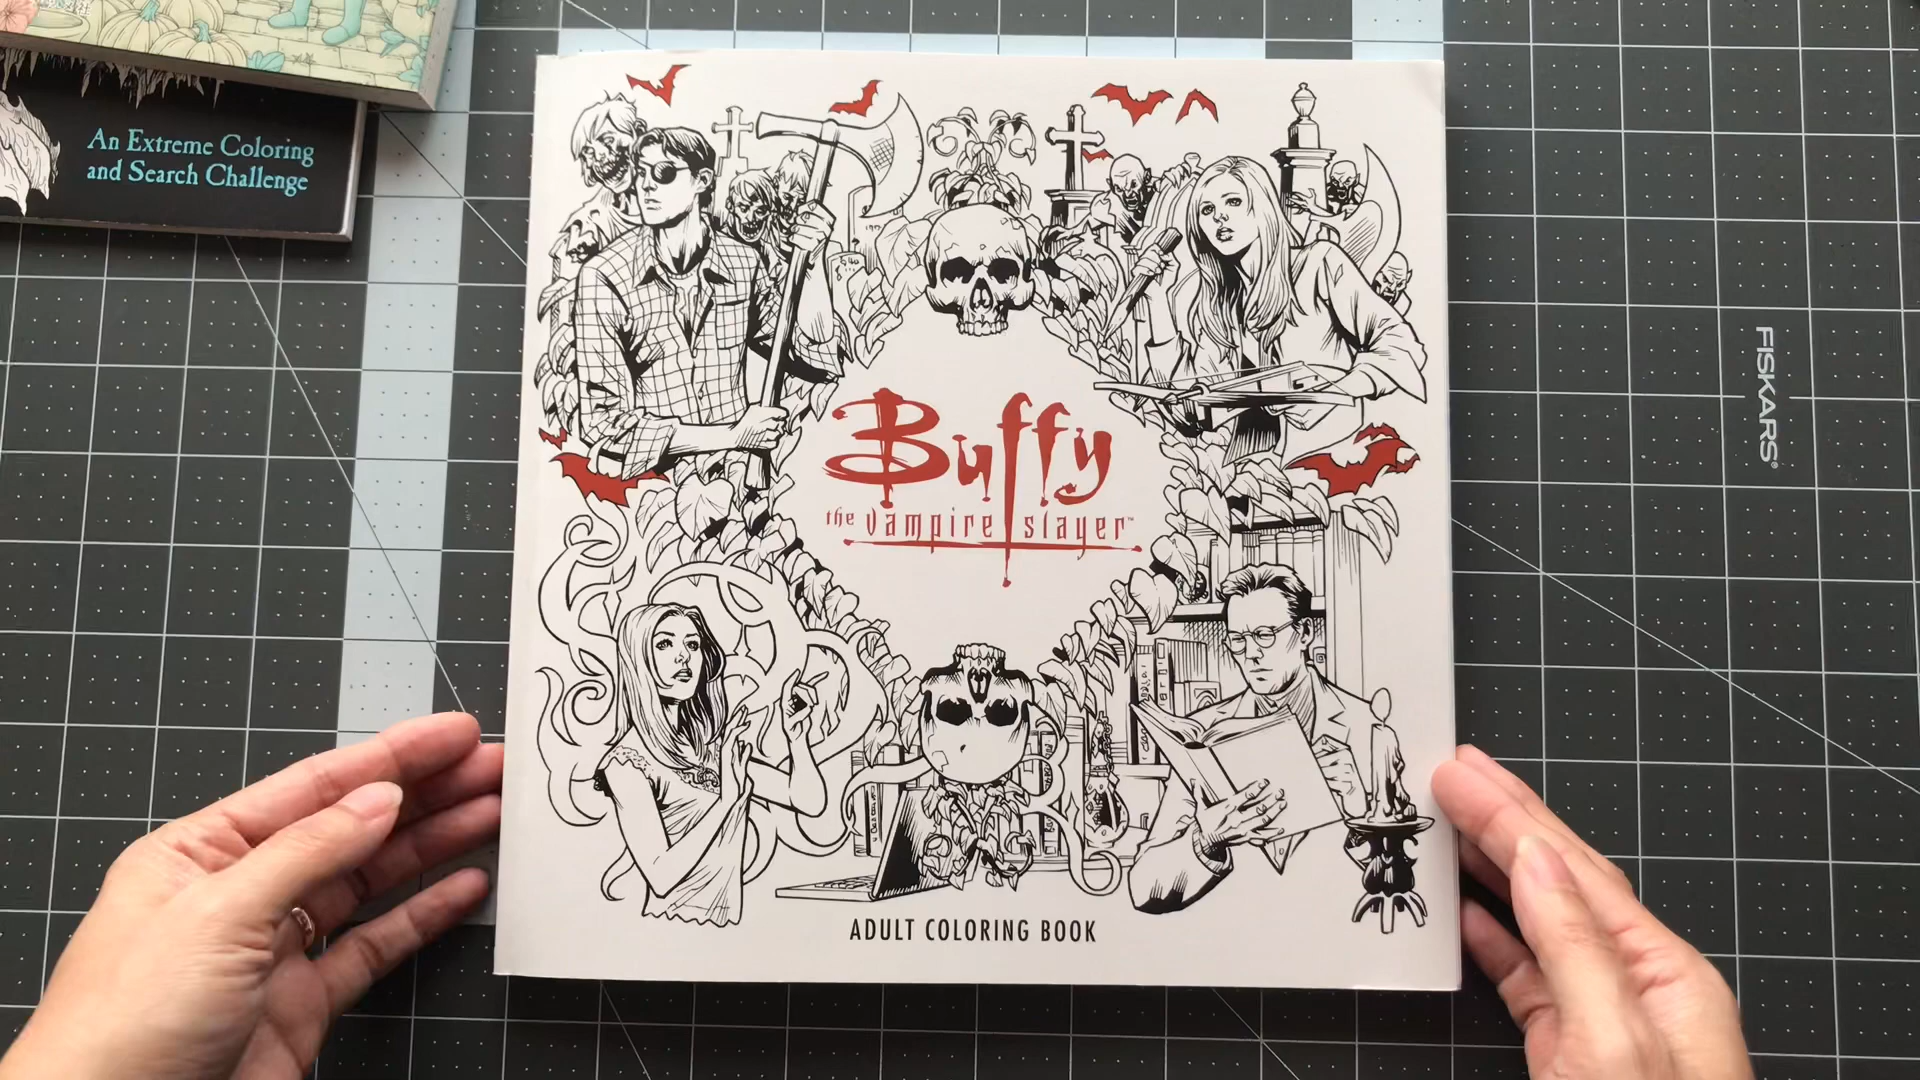 An Extreme Coloring
and Search Challenge
Buffy
the vampire slayer™
ADULT COLORING BOOK
FISKARS®